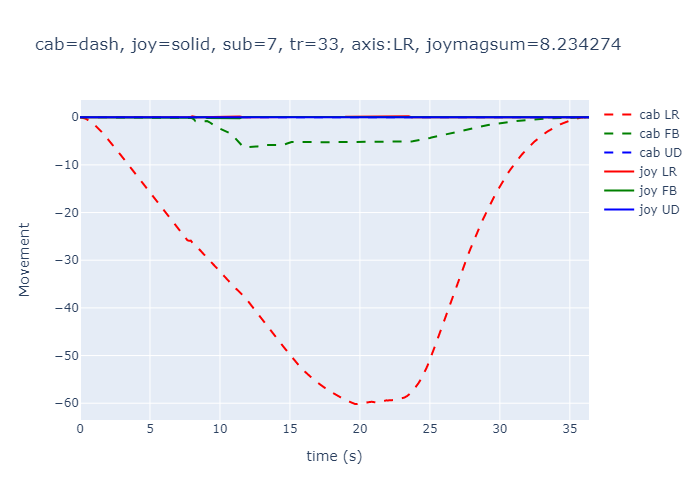 cab=dash, joy=solid, sub=7, tr=33, axis:LR, joymagsum=8.234274
0
−10
−20
−30
−40
−50
−60
Movement
0 5 10 15 20 25 30 35
time (s)
cab LR
cab FB
cab UD
joy LR
joy FB
joy UD